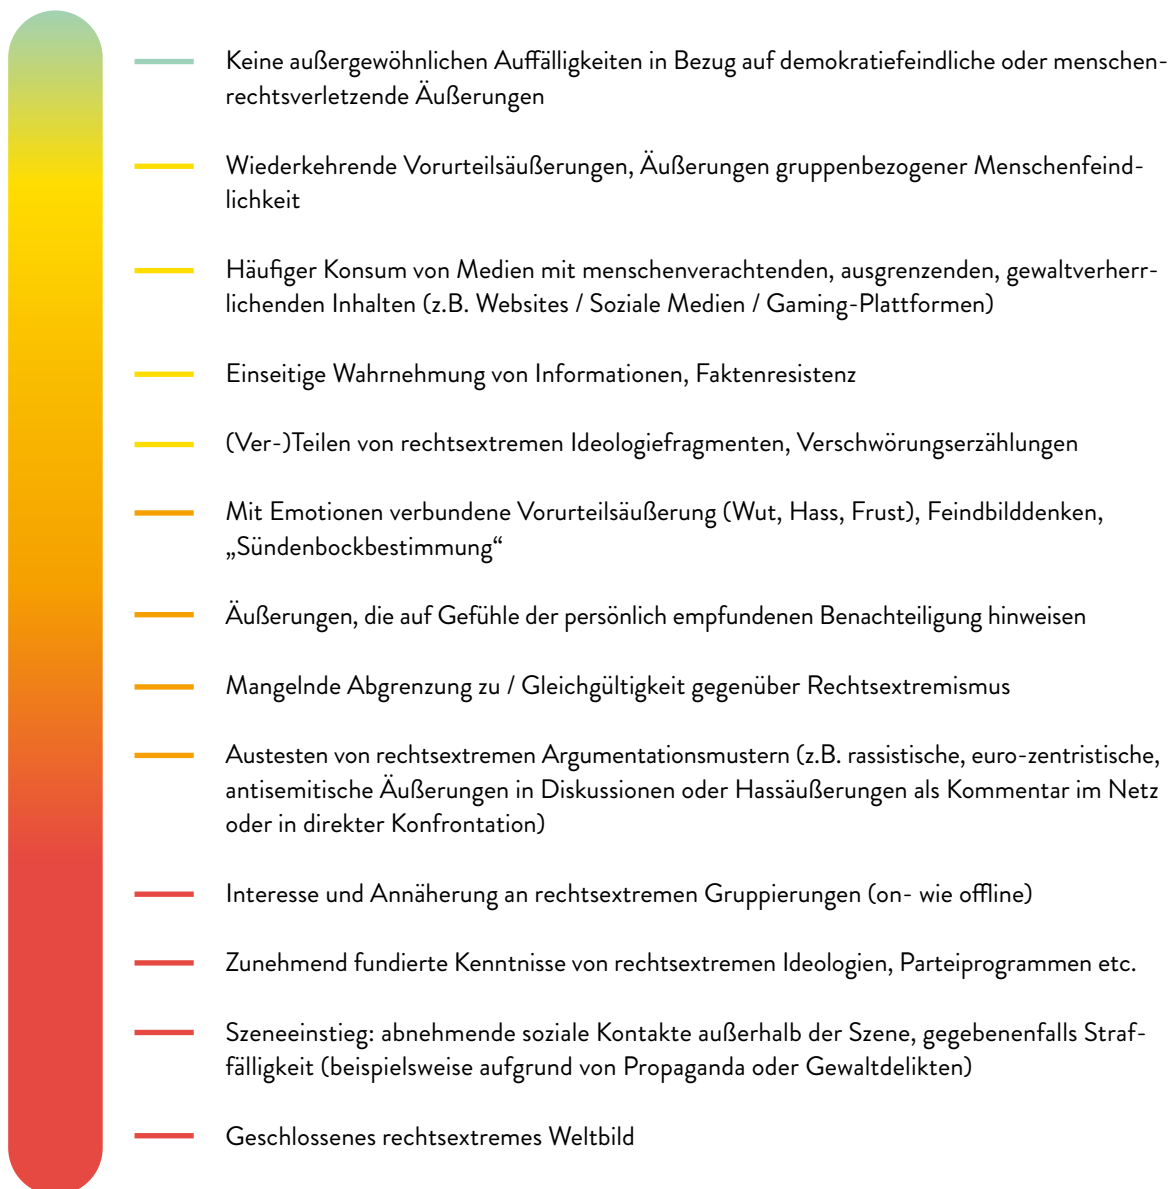 Keine außergewöhnlichen Auffälligkeiten in Bezug auf demokratiefeindliche oder menschen-
rechtsverletzende Äußerungen
Wiederkehrende Vorurteilsäußerungen, Äußerungen gruppenbezogener Menschenfeind-
lichkeit
Häufiger Konsum von Medien mit menschenverachtenden, ausgrenzenden, gewaltverherr-
lichenden Inhalten (z.B. Websites / Soziale Medien / Gaming-Plattformen)
Einseitige Wahrnehmung von Informationen, Faktenresistenz
(Ver-)Teilen von rechtsextremen Ideologiefragmenten, Verschwörungserzählungen
Mit Emotionen verbundene Vorurteilsäußerung (Wut, Hass, Frust), Feindbilddenken,
„Sündenbockbestimmung“
Äußerungen, die auf Gefühle der persönlich empfundenen Benachteiligung hinweisen
Mangelnde Abgrenzung zu / Gleichgültigkeit gegenüber Rechtsextremismus
Austesten von rechtsextremen Argumentationsmustern (z.B. rassistische, euro-zentristische,
antisemitische Äußerungen in Diskussionen oder Hassäußerungen als Kommentar im Netz
oder in direkter Konfrontation)
Interesse und Annäherung an rechtsextremen Gruppierungen (on- wie offline)
Zunehmend fundierte Kenntnisse von rechtsextremen Ideologien, Parteiprogrammen etc.
Szeneeinstieg: abnehmende soziale Kontakte außerhalb der Szene, gegebenenfalls Straf-
fälligkeit (beispielsweise aufgrund von Propaganda oder Gewaltdelikten)
Geschlossenes rechtsextremes Weltbild